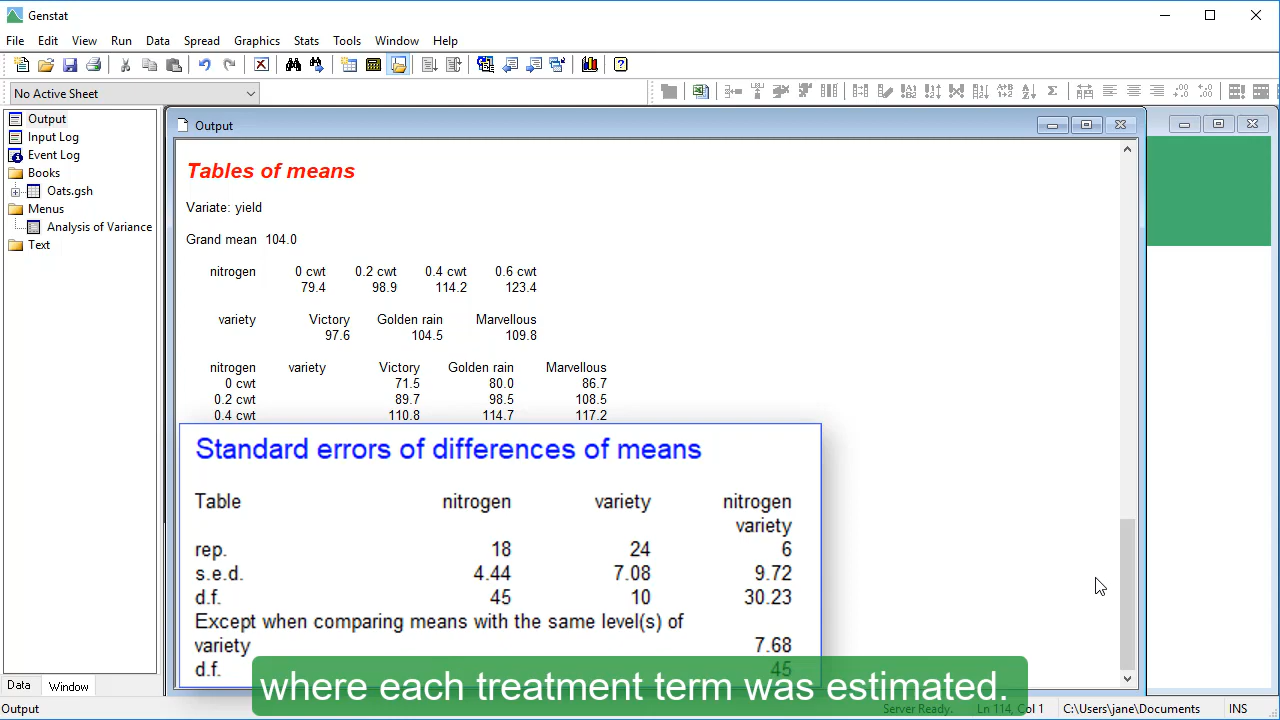 Genstat
File Edit View Run Data Spread Graphics Stats Tools Window Help
No Active Sheet
Output
Input Log
Event Log
Books
Oats.gsh
Menus
Analysis of Variance
Text
Output
Tables of means
Variate: yield
Grand mean 104.0
nitrogen 0 cwt 0.2 cwt 0.4 cwt 0.6 cwt
79.4 98.9 114.2 123.4
variety Victory Golden rain Marvellous
97.6 104.5 109.8
nitrogen variety Victory Golden rain Marvellous
0 cwt 71.5 80.0 86.7
0.2 cwt 89.7 98.5 108.5
0.4 cwt 110.8 114.7 117.2
Standard errors of differences of means
Table nitrogen variety nitrogen
variety
rep. 18 24 6
s.e.d. 4.44 7.08 9.72
d.f. 45 10 30.23
Except when comparing means with the same level(s) of
variety 7.68
d.f. 45
where each treatment term was estimated.
Data Window
Output Server Ready. Ln 114, Col 1 C:\Users\jane\Documents INS